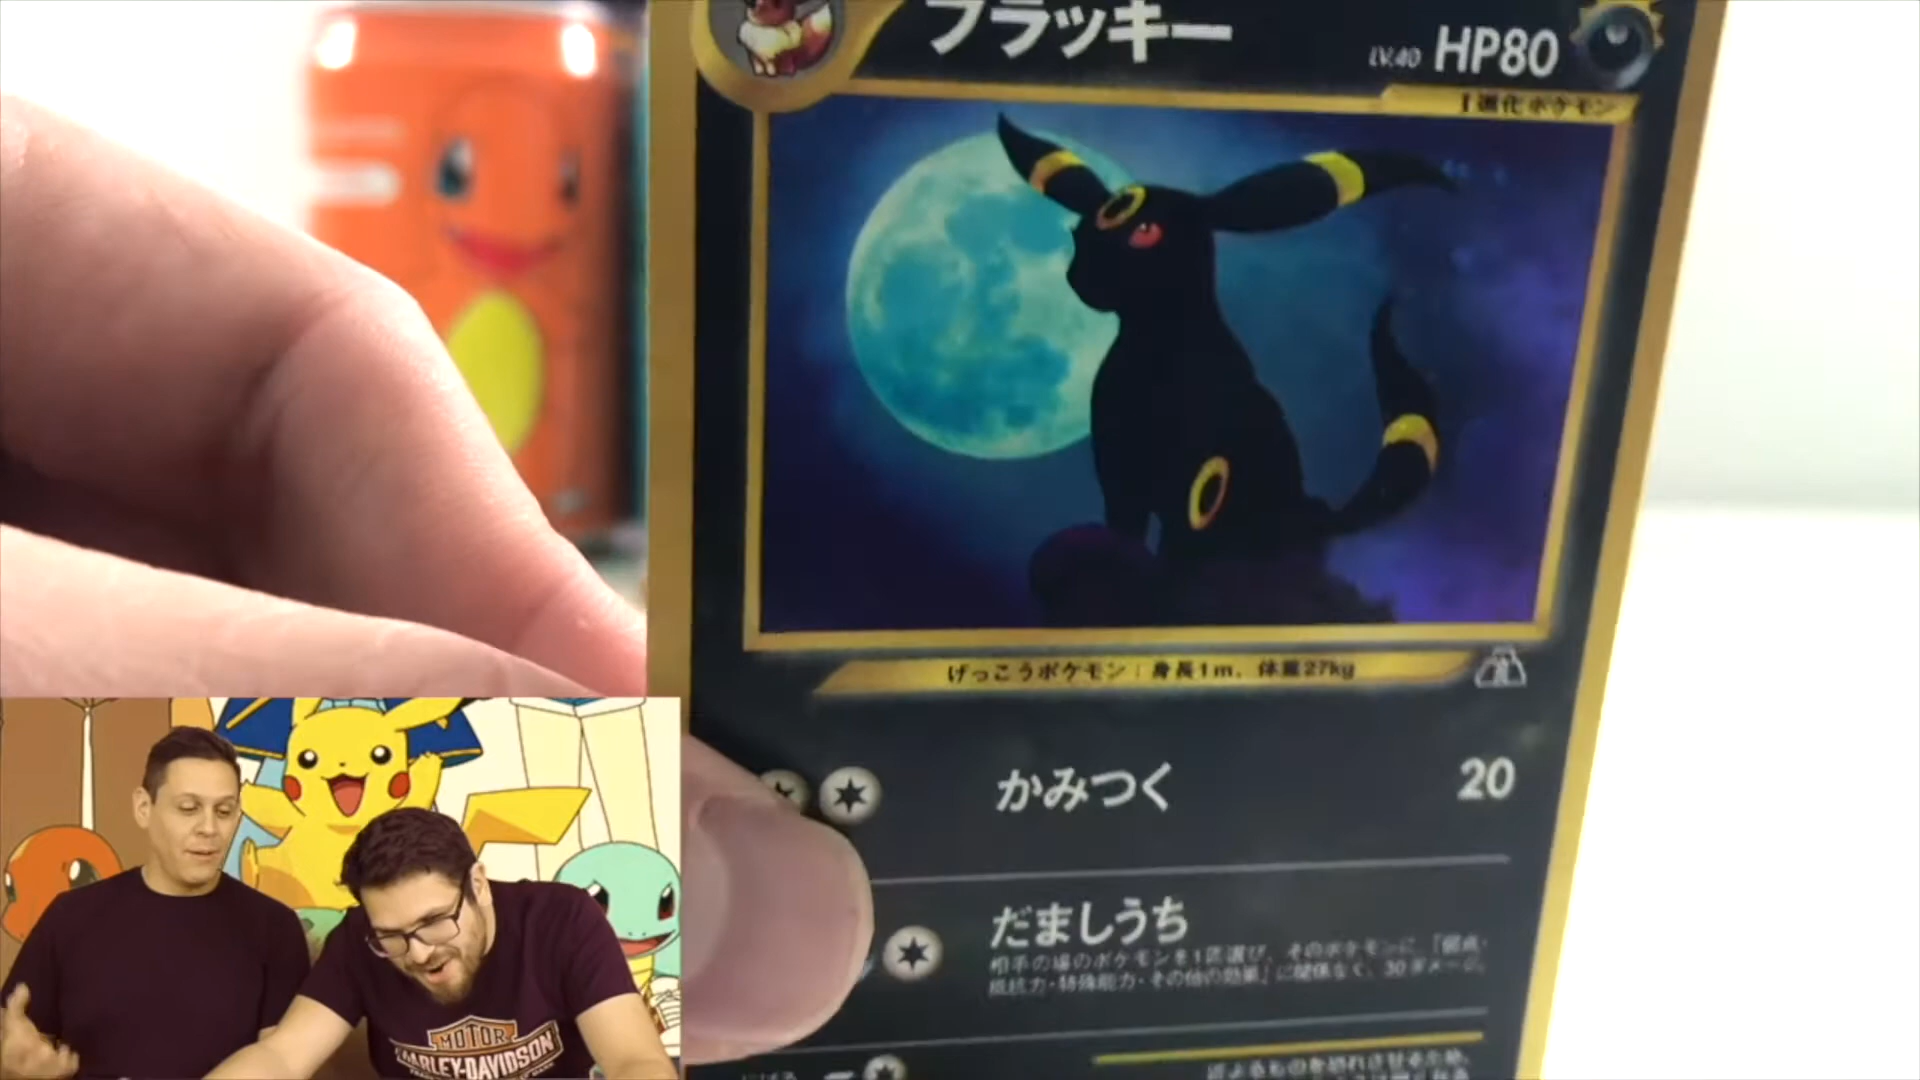 ブラッキー
LV.40 HP80
1進化ポケモン
げっこうポケモン：身長1m、体重27kg
かみつく 20
だましうち
相手の場のポケモンを1匹選び、そのポケモンに、『弱点・
抵抗力・特殊能力・その他の効果』に関係なく、30ダメージ。
にげる
MOTOR
HARLEY-DAVIDSON